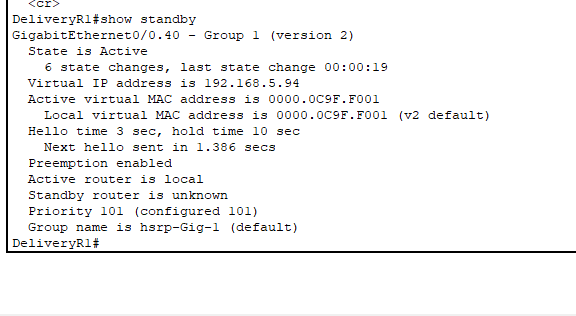 <cr>
DeliveryR1#show standby
GigabitEthernet0/0.40 - Group 1 (version 2)
State is Active
6 state changes, last state change 00:00:19
Virtual IP address is 192.168.5.94
Active virtual MAC address is 0000.0C9F.F001
Local virtual MAC address is 0000.0C9F.F001 (v2 default)
Hello time 3 sec, hold time 10 sec
Next hello sent in 1.386 secs
Preemption enabled
Active router is local
Standby router is unknown
Priority 101 (configured 101)
Group name is hsrp-Gig-1 (default)
DeliveryR1#